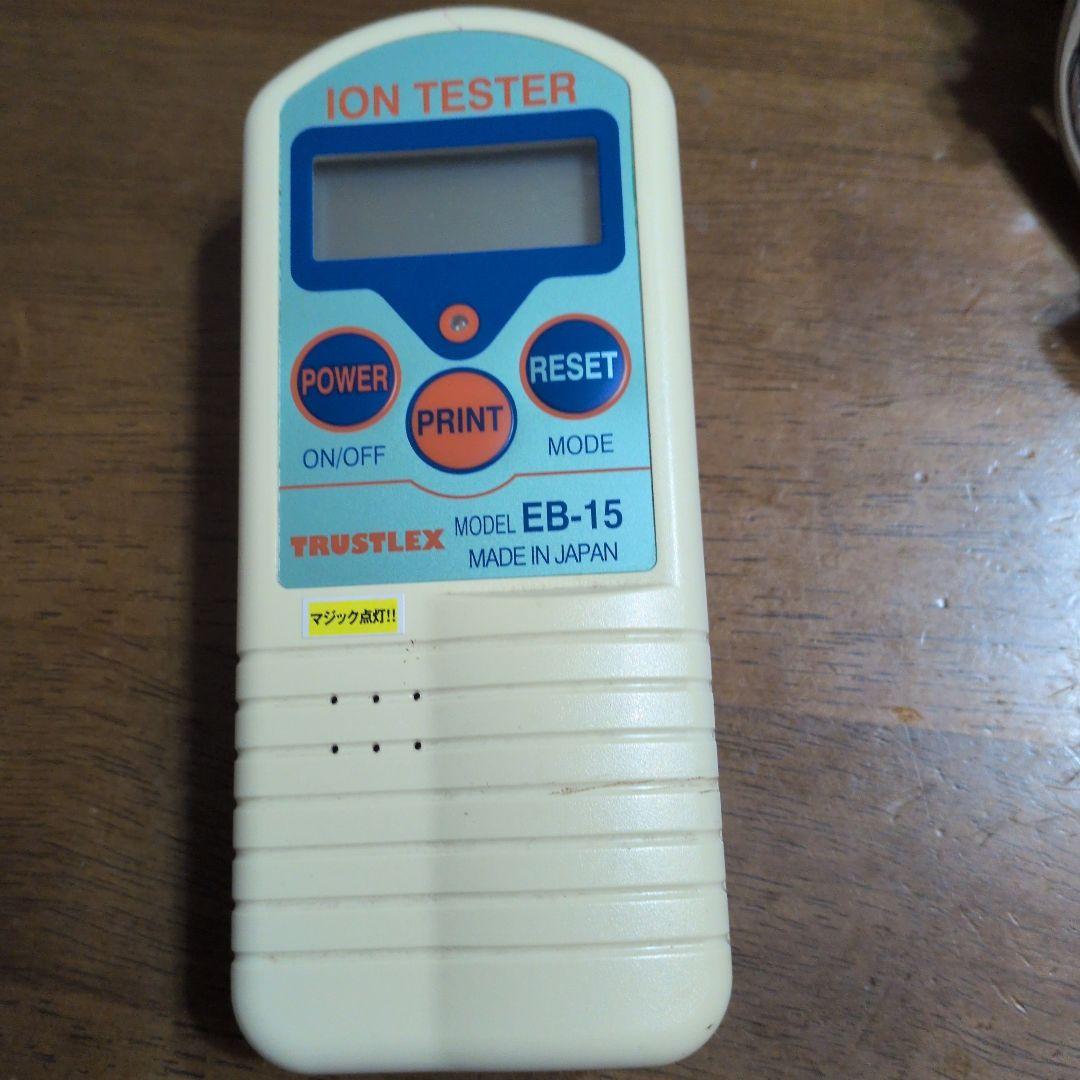 ION TESTER
POWER
PRINT
RESET
ON/OFF
MODE
TRUSTLEX MODEL EB-15
MADE IN JAPAN
マジック点灯!!